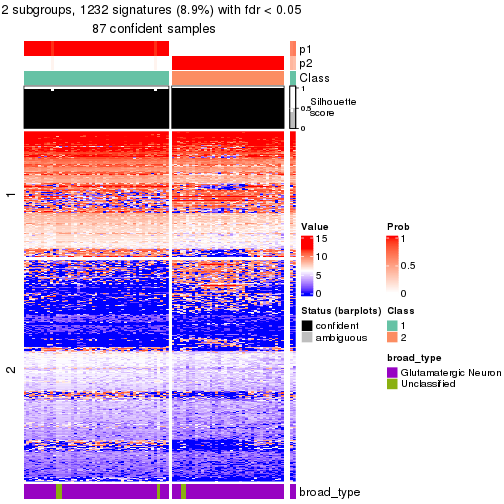 2 subgroups, 1232 signatures (8.9%) with fdr < 0.05
87 confident samples
p1
p2
Class
1
0.5
0
Silhouette
score
1
2
Value
15
10
5
0
Prob
1
0.5
0
Status (barplots)
confident
ambiguous
Class
1
2
broad_type
Glutamatergic Neuron
Unclassified
broad_type